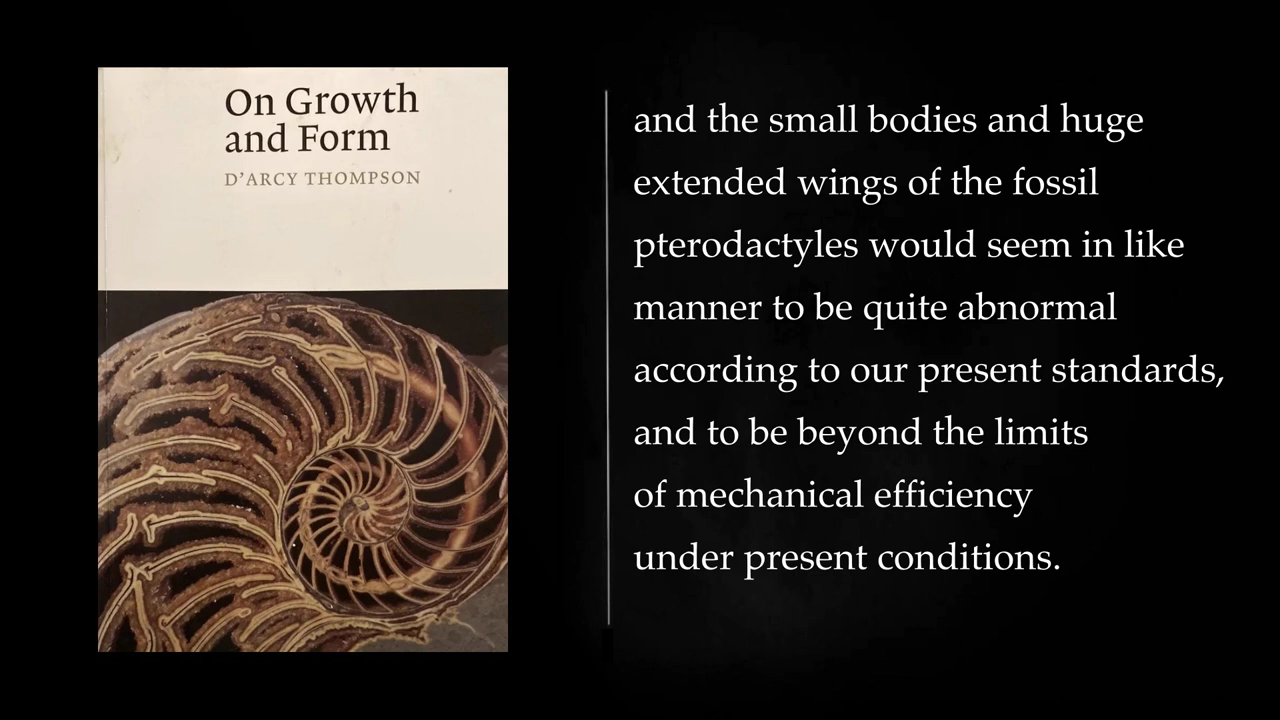 On Growth
and Form
D'ARCY THOMPSON
and the small bodies and huge
extended wings of the fossil
pterodactyles would seem in like
manner to be quite abnormal
according to our present standards,
and to be beyond the limits
of mechanical efficiency
under present conditions.